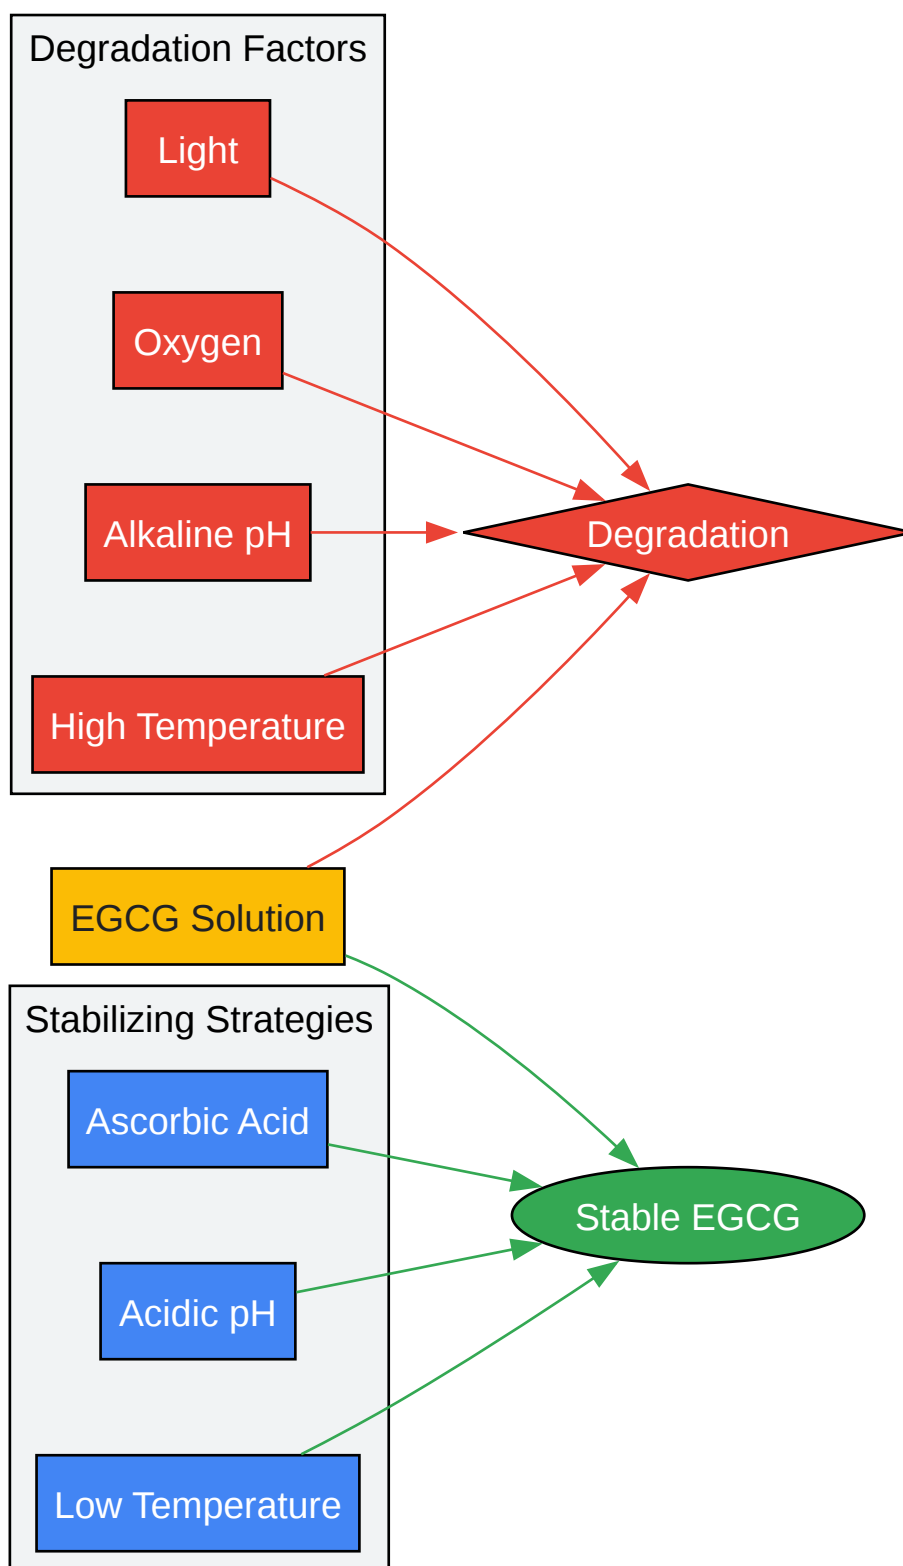 Degradation Factors
Light
Oxygen
Alkaline pH
Degradation
High Temperature
EGCG Solution
Stabilizing Strategies
Ascorbic Acid
Stable EGCG
Acidic pH
Low Temperature